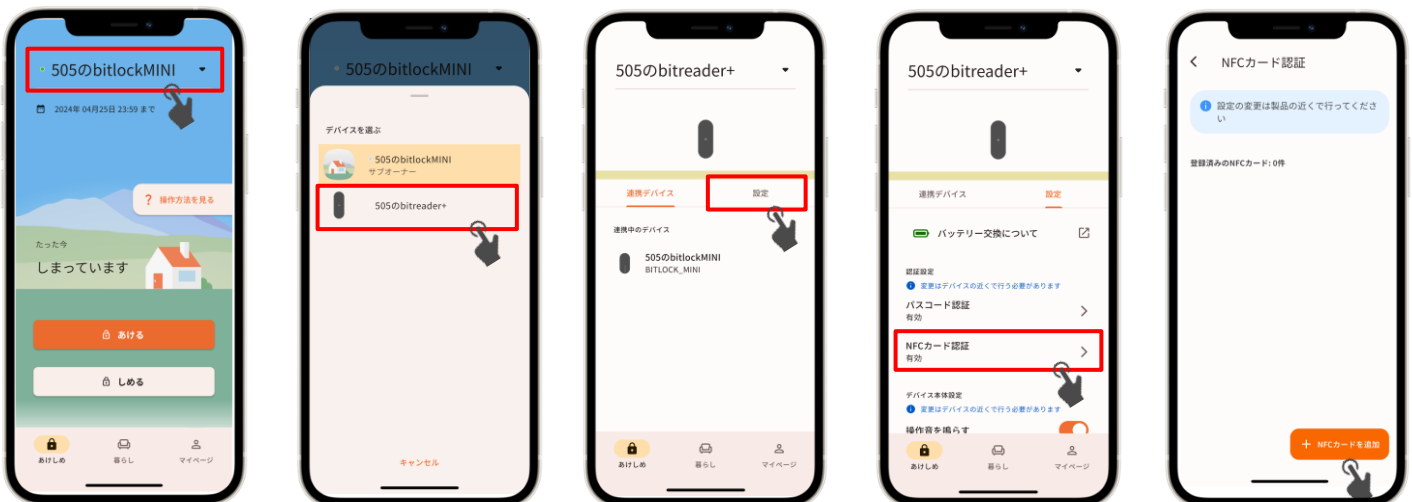 505のbitlockMINI
2024年 04月25日 23:59 まで
? 操作方法を見る
たった今
しまっています
あける
しめる
あけしめ
暮らし
マイページ
505のbitlockMINI
デバイスを選ぶ
505のbitlockMINI
サブオーナー
505のbitreader+
キャンセル
505のbitreader+
連携デバイス
設定
連携中のデバイス
505のbitlockMINI
BITLOCK_MINI
あけしめ
暮らし
マイページ
505のbitreader+
連携デバイス
設定
バッテリー交換について
認証設定
変更はデバイスの近くで行う必要があります
パスコード認証
有効
NFCカード認証
有効
デバイス本体設定
変更はデバイスの近くで行う必要があります
操作音を鳴らす
あけしめ
暮らし
マイページ
NFCカード認証
設定の変更は製品の近くで行ってくださ
い
登録済みのNFCカード: 0件
+ NFCカードを追加